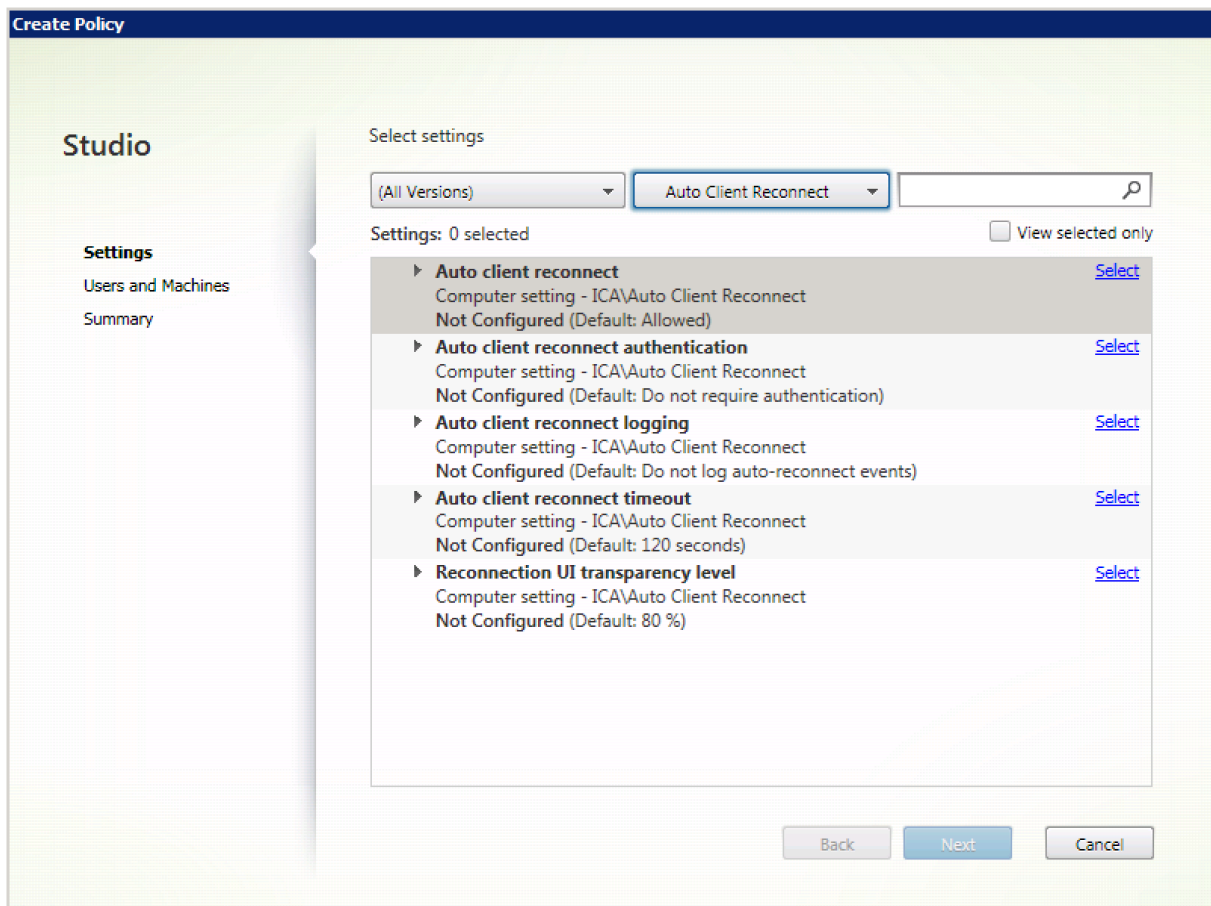 Create Policy
Studio
Settings
Users and Machines
Summary
Select settings
(All Versions)
Auto Client Reconnect
Settings: 0 selected
View selected only
Auto client reconnect
Select
Computer setting - ICA\Auto Client Reconnect
Not Configured (Default: Allowed)
Auto client reconnect authentication
Select
Computer setting - ICA\Auto Client Reconnect
Not Configured (Default: Do not require authentication)
Auto client reconnect logging
Select
Computer setting - ICA\Auto Client Reconnect
Not Configured (Default: Do not log auto-reconnect events)
Auto client reconnect timeout
Select
Computer setting - ICA\Auto Client Reconnect
Not Configured (Default: 120 seconds)
Reconnection UI transparency level
Select
Computer setting - ICA\Auto Client Reconnect
Not Configured (Default: 80 %)
Back
Next
Cancel